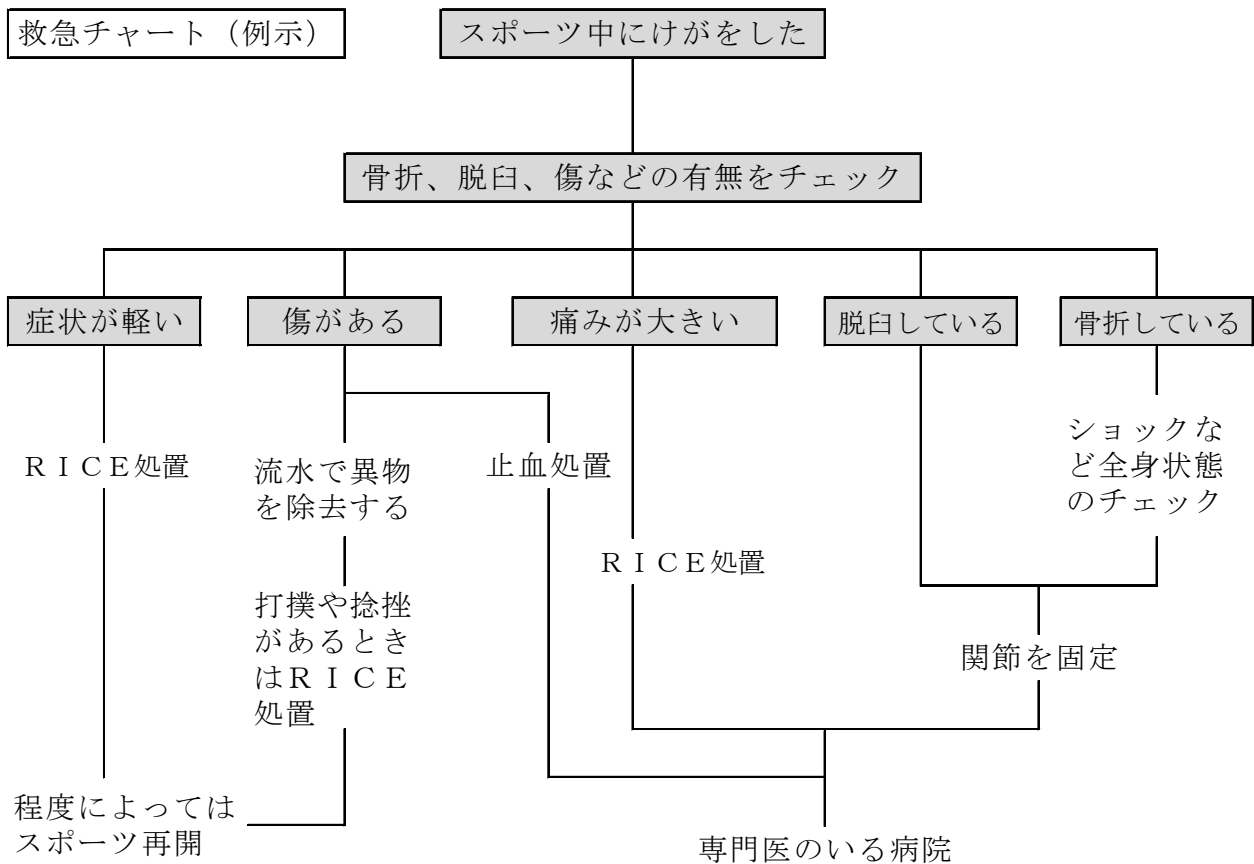 救急チャート（例示）
スポーツ中にけがをした
骨折、脱臼、傷などの有無をチェック
症状が軽い
傷がある
痛みが大きい
脱臼している
骨折している
ＲＩＣＥ処置
流水で異物
を除去する
止血処置
ショックな
ど全身状態
のチェック
ＲＩＣＥ処置
打撲や捻挫
があるとき
はＲＩＣＥ
処置
関節を固定
程度によっては
スポーツ再開
専門医のいる病院